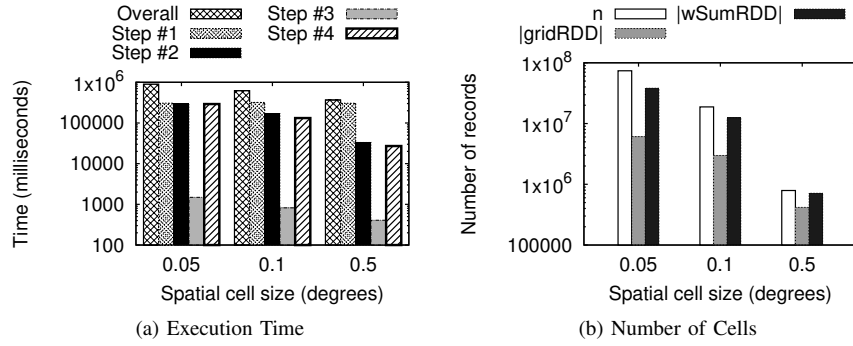 Overall
Step #1
Step #2
Step #3
Step #4
Time (milliseconds)
1x10^6
100000
10000
1000
100
0.05 0.1 0.5
Spatial cell size (degrees)
(a) Execution Time
n
|gridRDD|
|wSumRDD|
Number of records
1x10^8
1x10^7
1x10^6
100000
0.05 0.1 0.5
Spatial cell size (degrees)
(b) Number of Cells